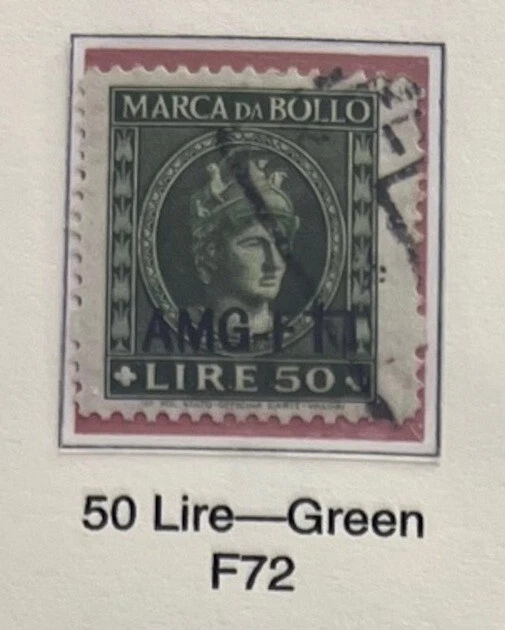 MARCA DA BOLLO
AMG-FTT
LIRE 50
50 Lire—Green
F72